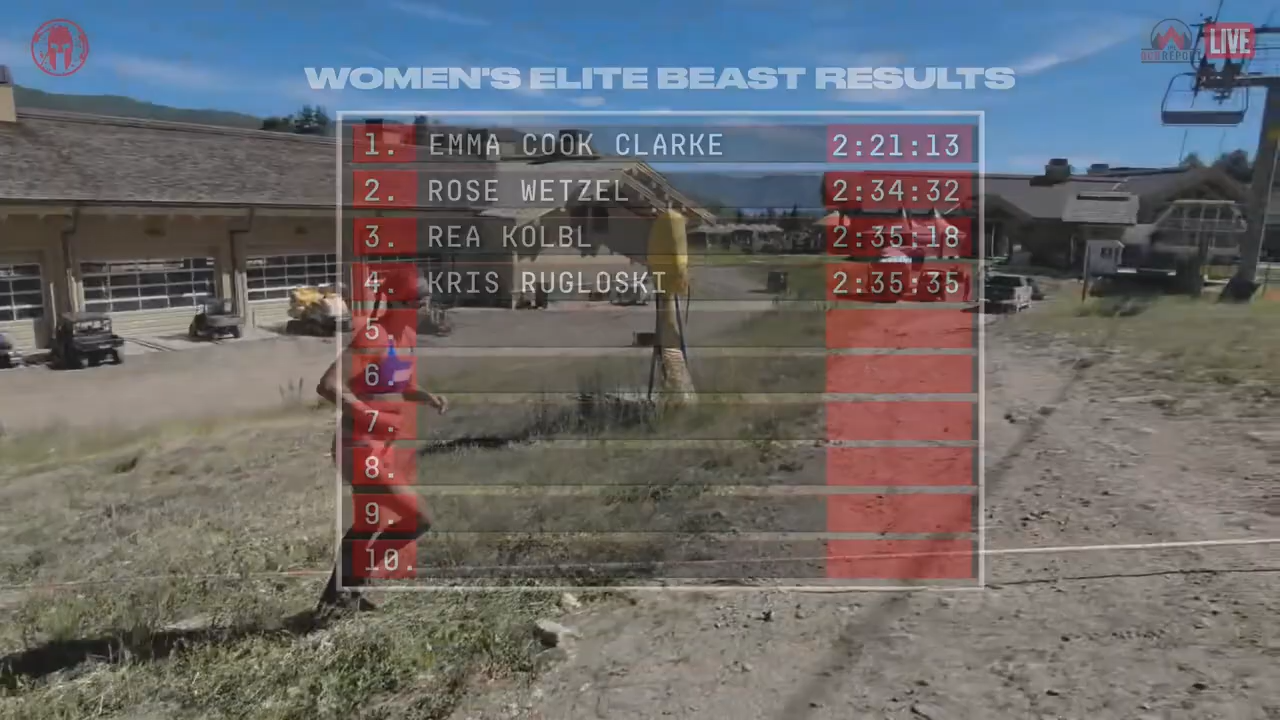 LIVE
OCRREPORT
WOMEN'S ELITE BEAST RESULTS
1. EMMA COOK CLARKE 2:21:13
2. ROSE WETZEL 2:34:32
3. REA KOLBL 2:35:18
4. KRIS RUGLOSKI 2:35:35
5.
6.
7.
8.
9.
10.